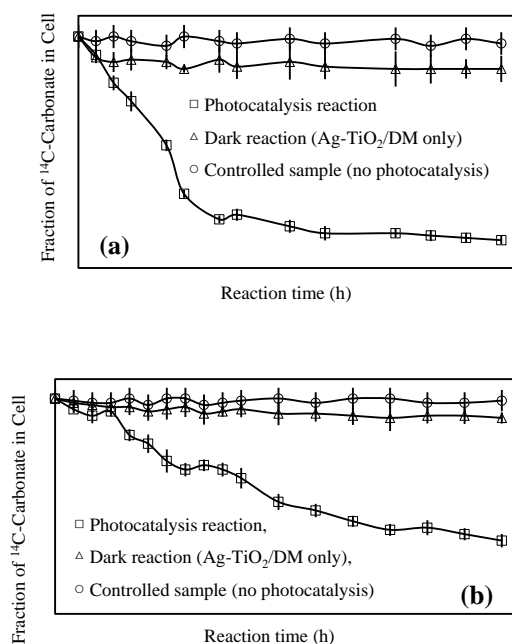 Fraction of ¹⁴C-Carbonate in Cell
Photocatalysis reaction
Dark reaction (Ag-TiO₂/DM only)
Controlled sample (no photocatalysis)
(a)
Reaction time (h)
Fraction of ¹⁴C-Carbonate in Cell
Photocatalysis reaction,
Dark reaction (Ag-TiO₂/DM only),
Controlled sample (no photocatalysis)
(b)
Reaction time (h)